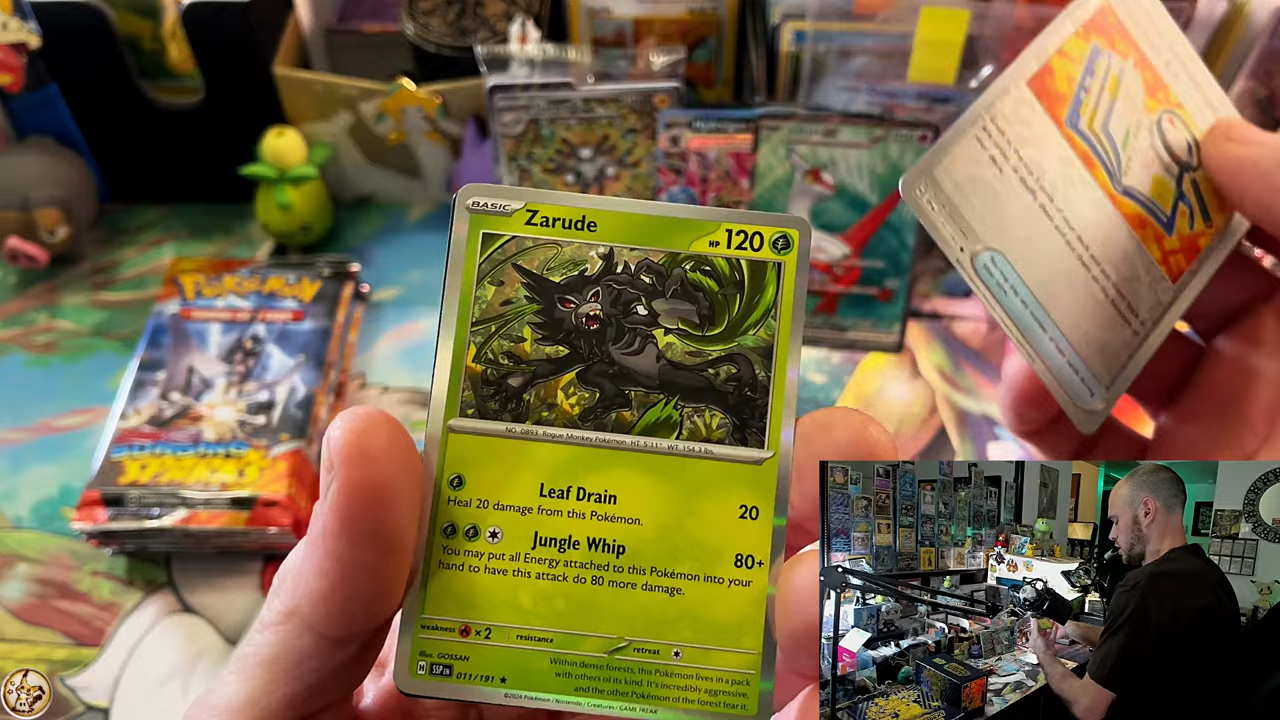 Pokémon
SURGING
SPARKS
BASIC
Zarude
HP 120
NO. 0893 Rogue Monkey Pokémon HT: 5'11" WT: 154.3 lbs.
Leaf Drain 20
Heal 20 damage from this Pokémon.
Jungle Whip 80+
You may put all Energy attached to this Pokémon into your
hand to have this attack do 80 more damage.
weakness ×2 resistance retreat
Illus. GOSSAN
H SSP EN 011/191 ★
Within dense forests, this Pokémon lives in a pack
with others of its kind. It's incredibly aggressive,
and the other Pokémon of the forest fear it.
©2024 Pokémon / Nintendo / Creatures / GAME FREAK